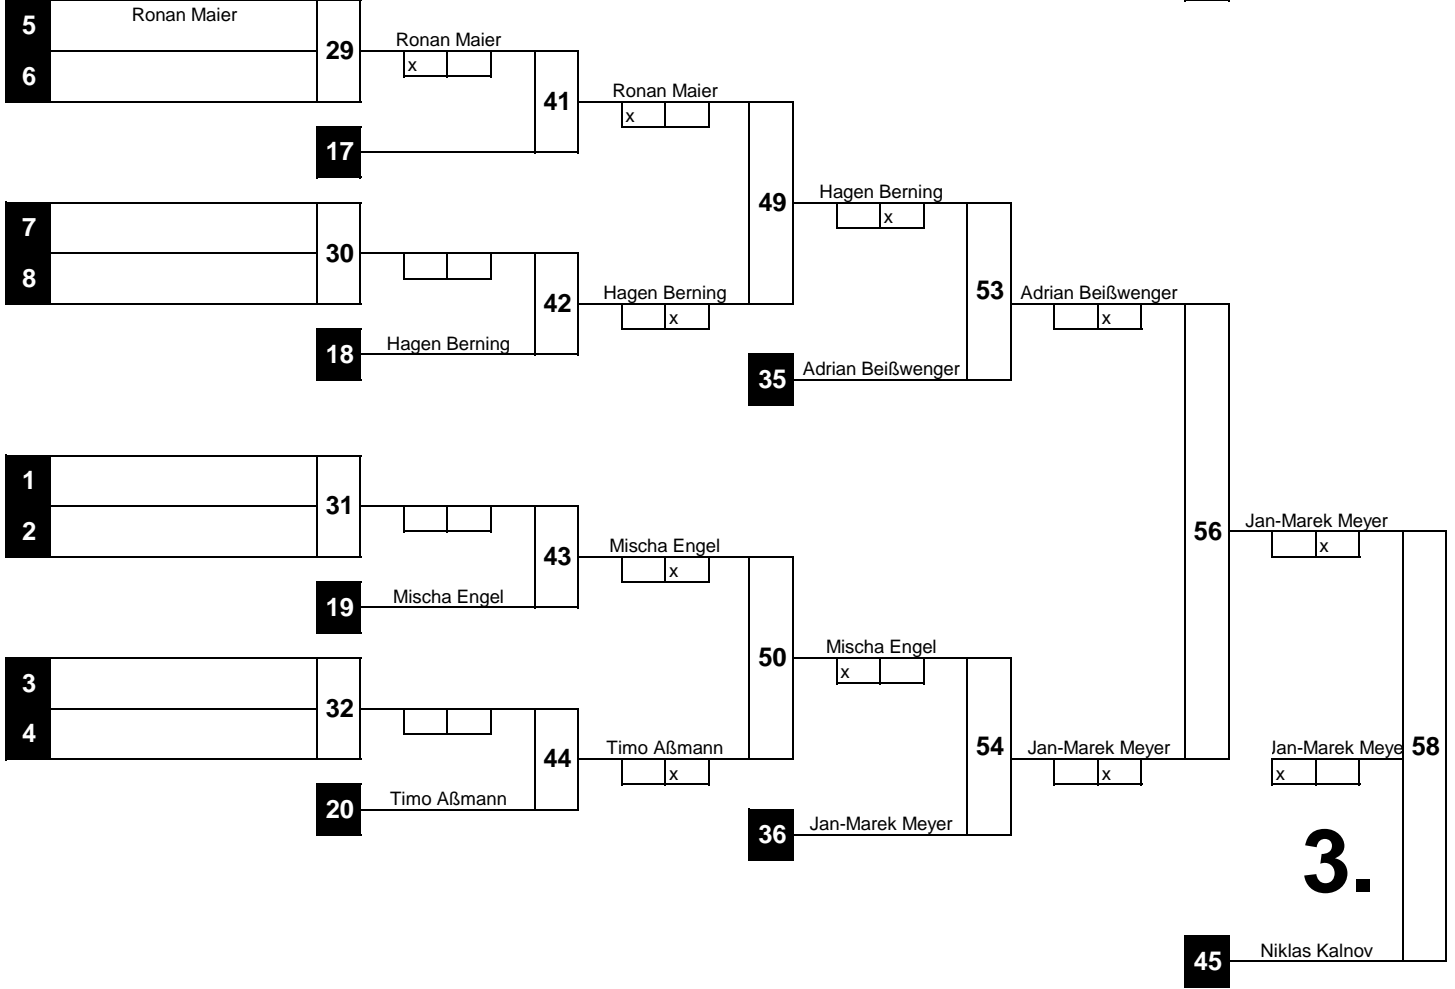 5 Ronan Maier
29 Ronan Maier
6 x
41 Ronan Maier
x
17
7
49 Hagen Berning
x
30
8
42 Hagen Berning
x
53 Adrian Beißwenger
x
18 Hagen Berning
35 Adrian Beißwenger
1
31
2
56 Jan-Marek Meyer
x
43 Mischa Engel
x
19 Mischa Engel
50 Mischa Engel
x
3
32
4
44 Timo Aßmann
x
54 Jan-Marek Meyer
x
Jan-Marek Meye 58
x
20 Timo Aßmann
36 Jan-Marek Meyer
3.
45 Niklas Kalnov